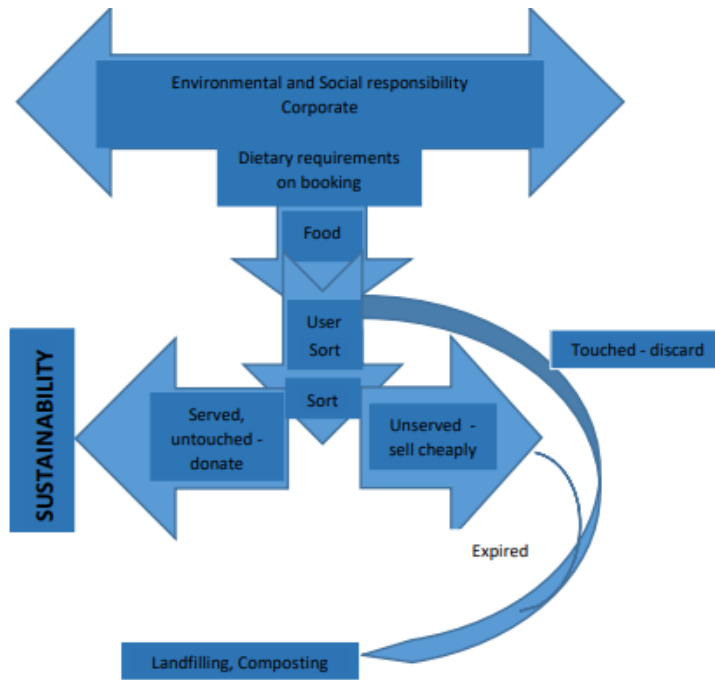 Environmental and Social responsibility
Corporate
Dietary requirements
on booking
Food
User
Sort
Touched - discard
Sort
SUSTAINABILITY
Served,
untouched -
donate
Unserved -
sell cheaply
Expired
Landfilling, Composting